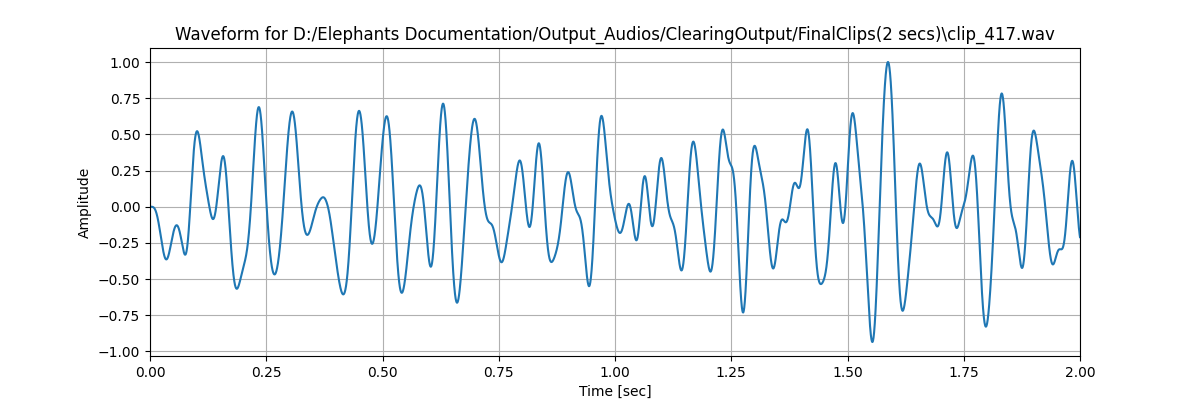 Waveform for D:/Elephants Documentation/Output_Audios/ClearingOutput/FinalClips(2 secs)\clip_417.wav
1.00
0.75
0.50
0.25
0.00
−0.25
−0.50
−0.75
−1.00
Amplitude
0.00 0.25 0.50 0.75 1.00 1.25 1.50 1.75 2.00
Time [sec]